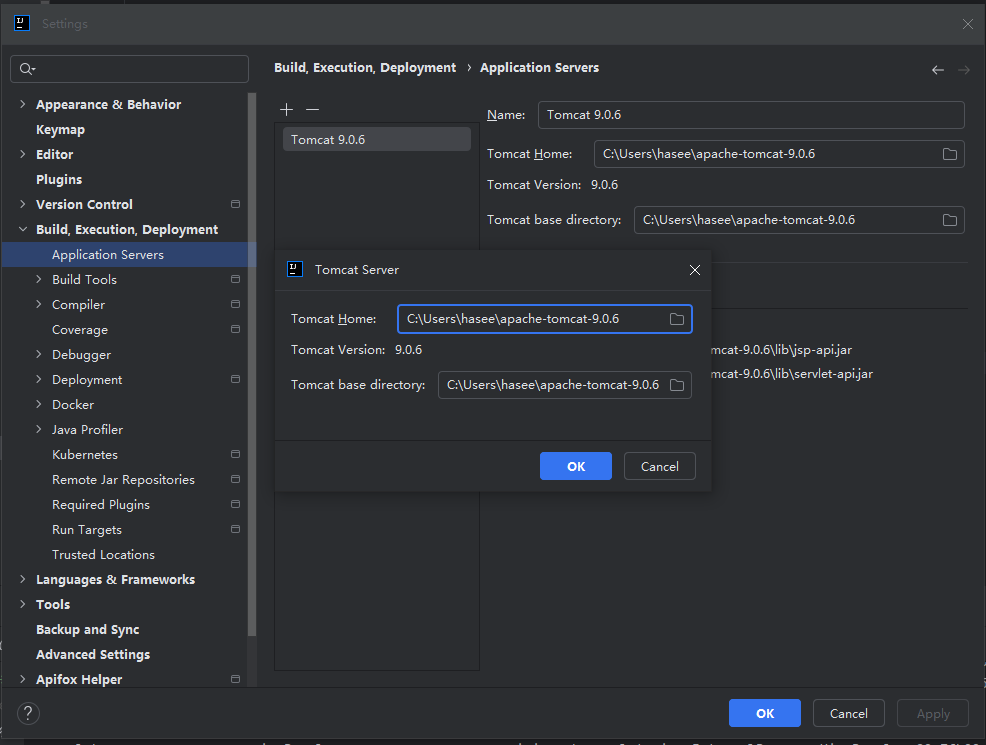 Settings
Build, Execution, Deployment › Application Servers
Appearance & Behavior
Keymap
Editor
Plugins
Version Control
Build, Execution, Deployment
Application Servers
Build Tools
Compiler
Coverage
Debugger
Deployment
Docker
Java Profiler
Kubernetes
Remote Jar Repositories
Required Plugins
Run Targets
Trusted Locations
Languages & Frameworks
Tools
Backup and Sync
Advanced Settings
Apifox Helper
Tomcat 9.0.6
Name: Tomcat 9.0.6
Tomcat Home: C:\Users\hasee\apache-tomcat-9.0.6
Tomcat Version: 9.0.6
Tomcat base directory: C:\Users\hasee\apache-tomcat-9.0.6
mcat-9.0.6\lib\jsp-api.jar
mcat-9.0.6\lib\servlet-api.jar
Tomcat Server
Tomcat Home: C:\Users\hasee\apache-tomcat-9.0.6
Tomcat Version: 9.0.6
Tomcat base directory: C:\Users\hasee\apache-tomcat-9.0.6
OK Cancel
? OK Cancel Apply